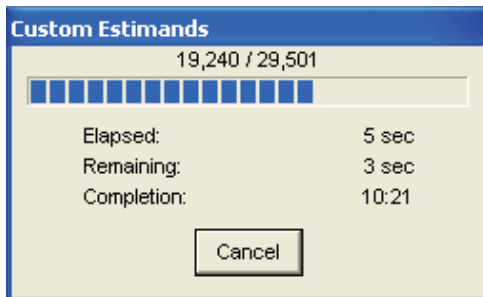 Custom Estimands
19,240 / 29,501
Elapsed: 5 sec
Remaining: 3 sec
Completion: 10:21
Cancel